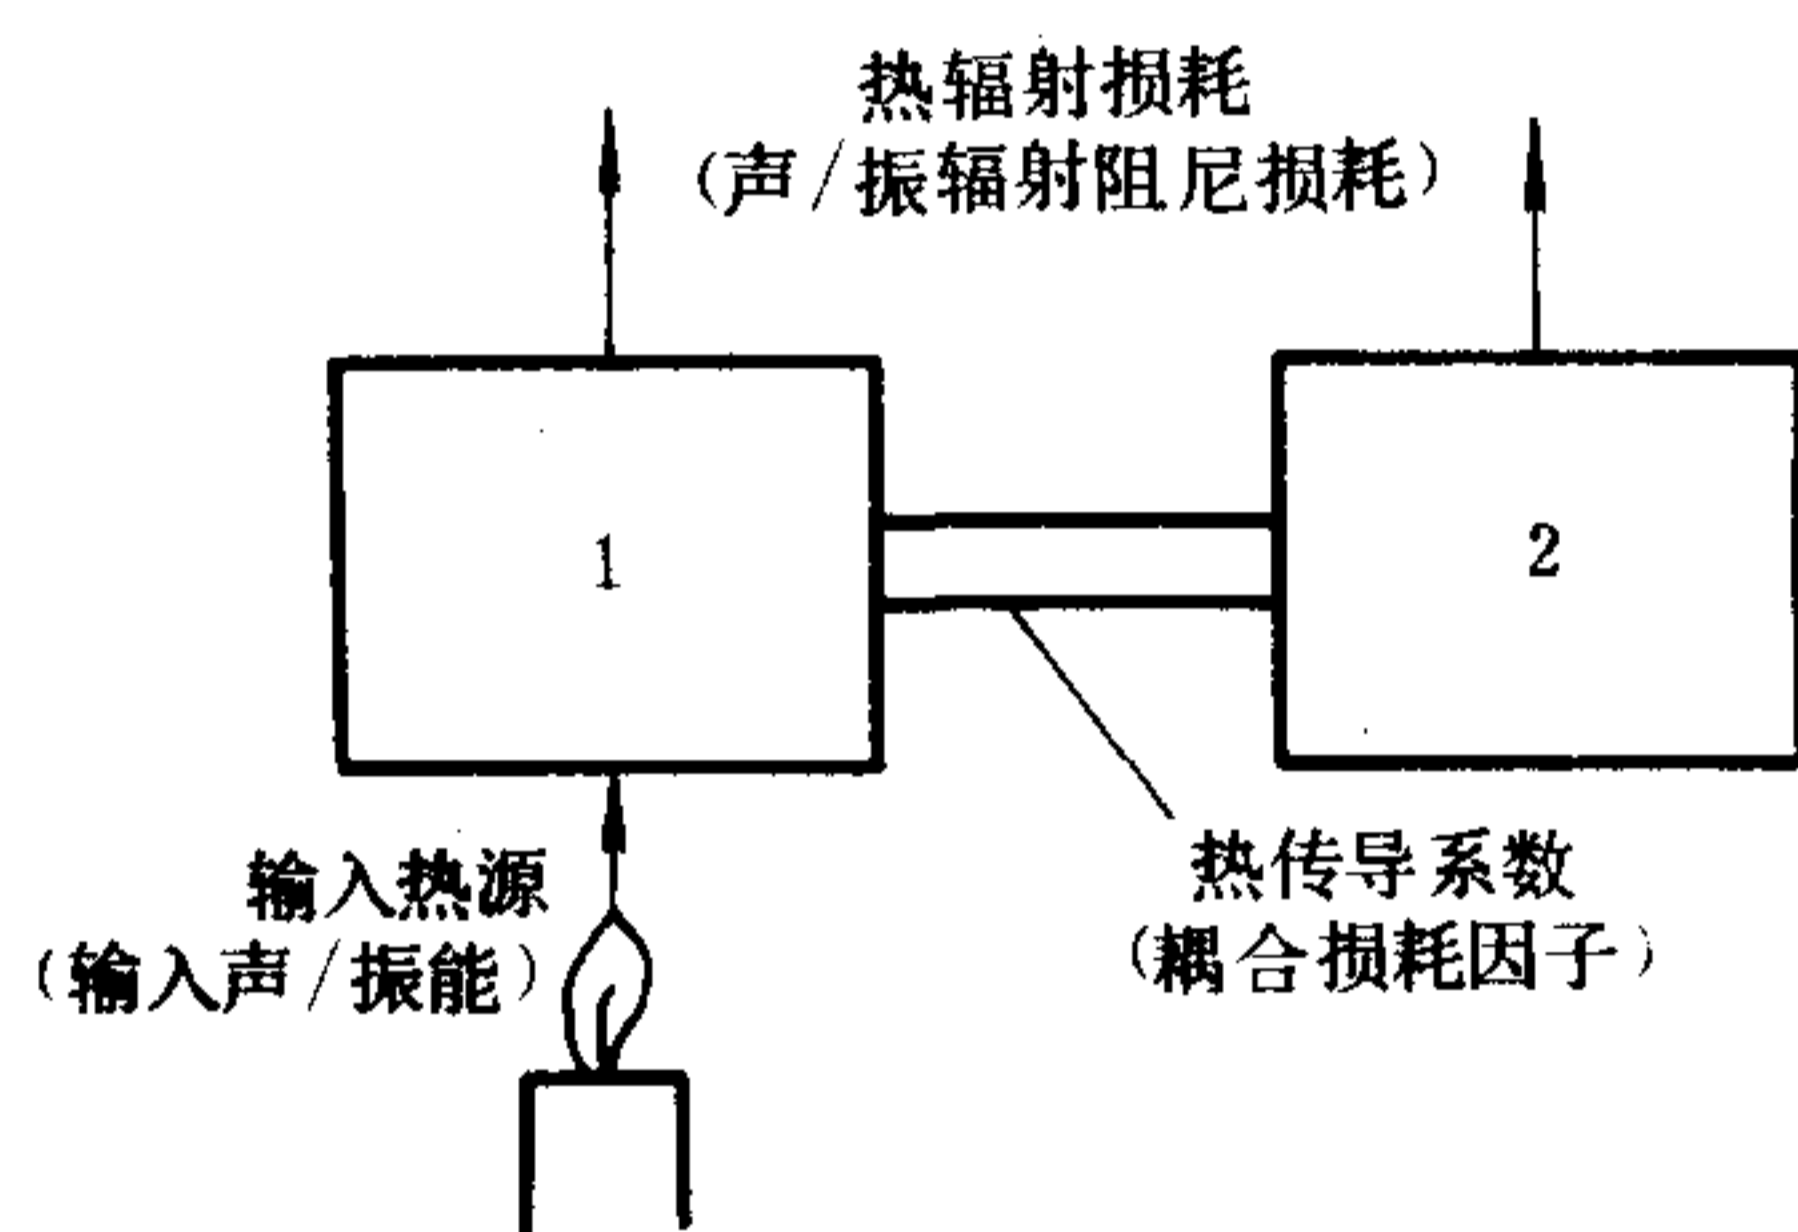 热辐射损耗
(声/振辐射阻尼损耗)
1
2
输入热源
(输入声/振能)
热传导系数
(耦合损耗因子)